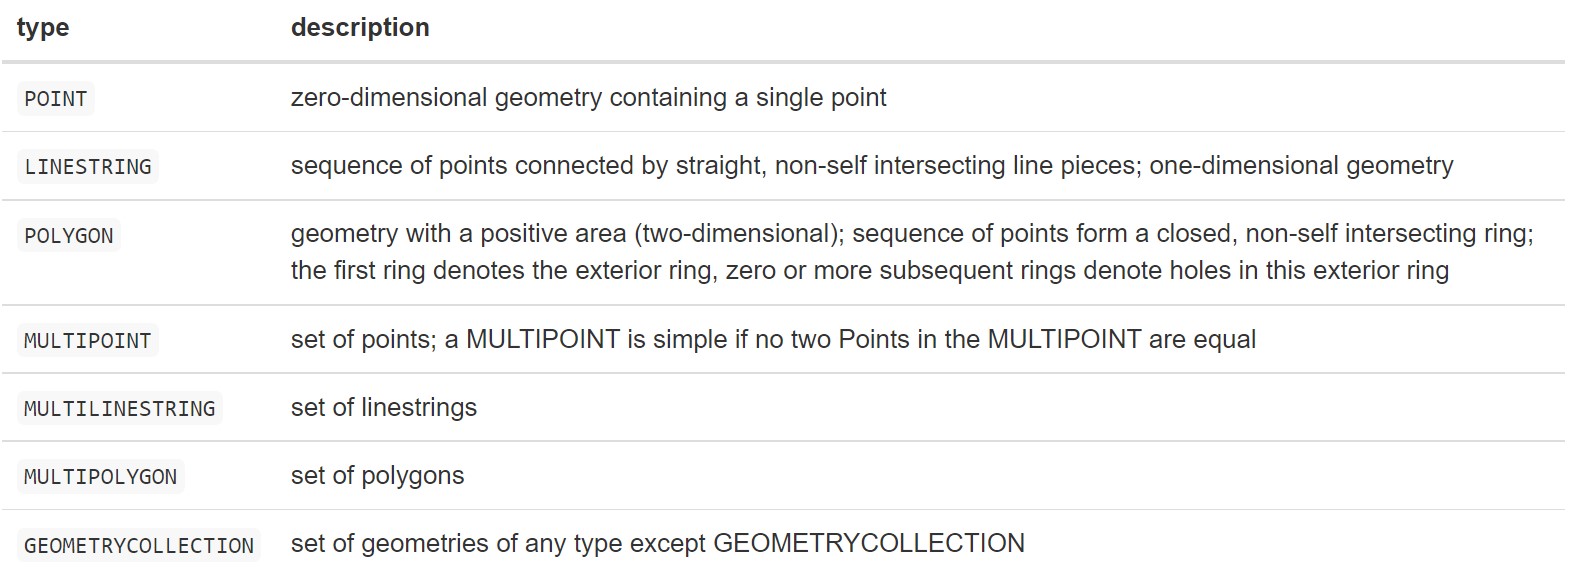 type description
POINT zero-dimensional geometry containing a single point
LINESTRING sequence of points connected by straight, non-self intersecting line pieces; one-dimensional geometry
POLYGON geometry with a positive area (two-dimensional); sequence of points form a closed, non-self intersecting ring;
the first ring denotes the exterior ring, zero or more subsequent rings denote holes in this exterior ring
MULTIPOINT set of points; a MULTIPOINT is simple if no two Points in the MULTIPOINT are equal
MULTILINESTRING set of linestrings
MULTIPOLYGON set of polygons
GEOMETRYCOLLECTION set of geometries of any type except GEOMETRYCOLLECTION